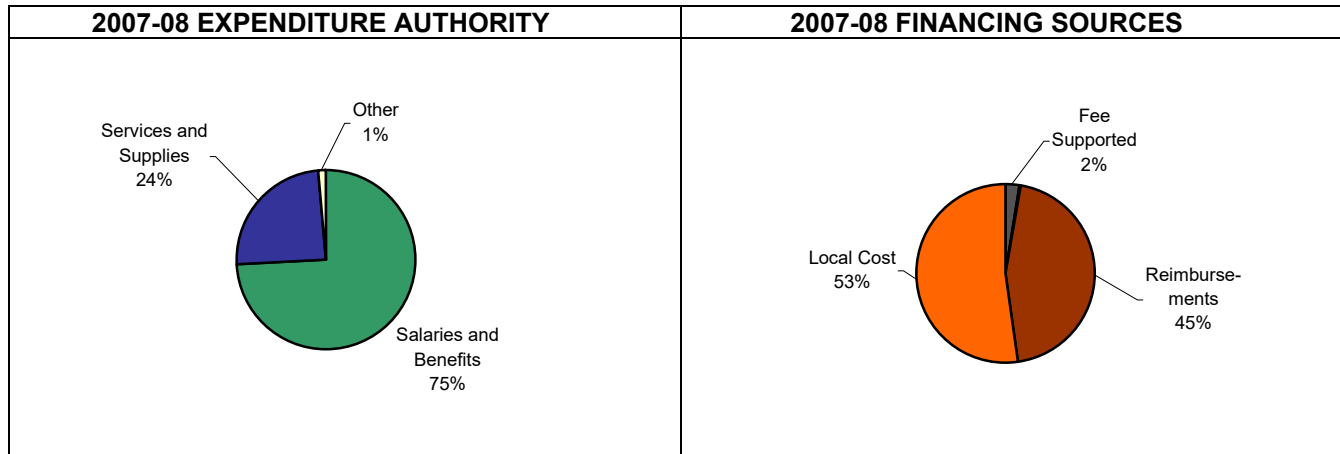 2007-08 EXPENDITURE AUTHORITY
Other
1%
Services and
Supplies
24%
Salaries and
Benefits
75%
2007-08 FINANCING SOURCES
Fee
Supported
2%
Local Cost
53%
Reimburse-
ments
45%